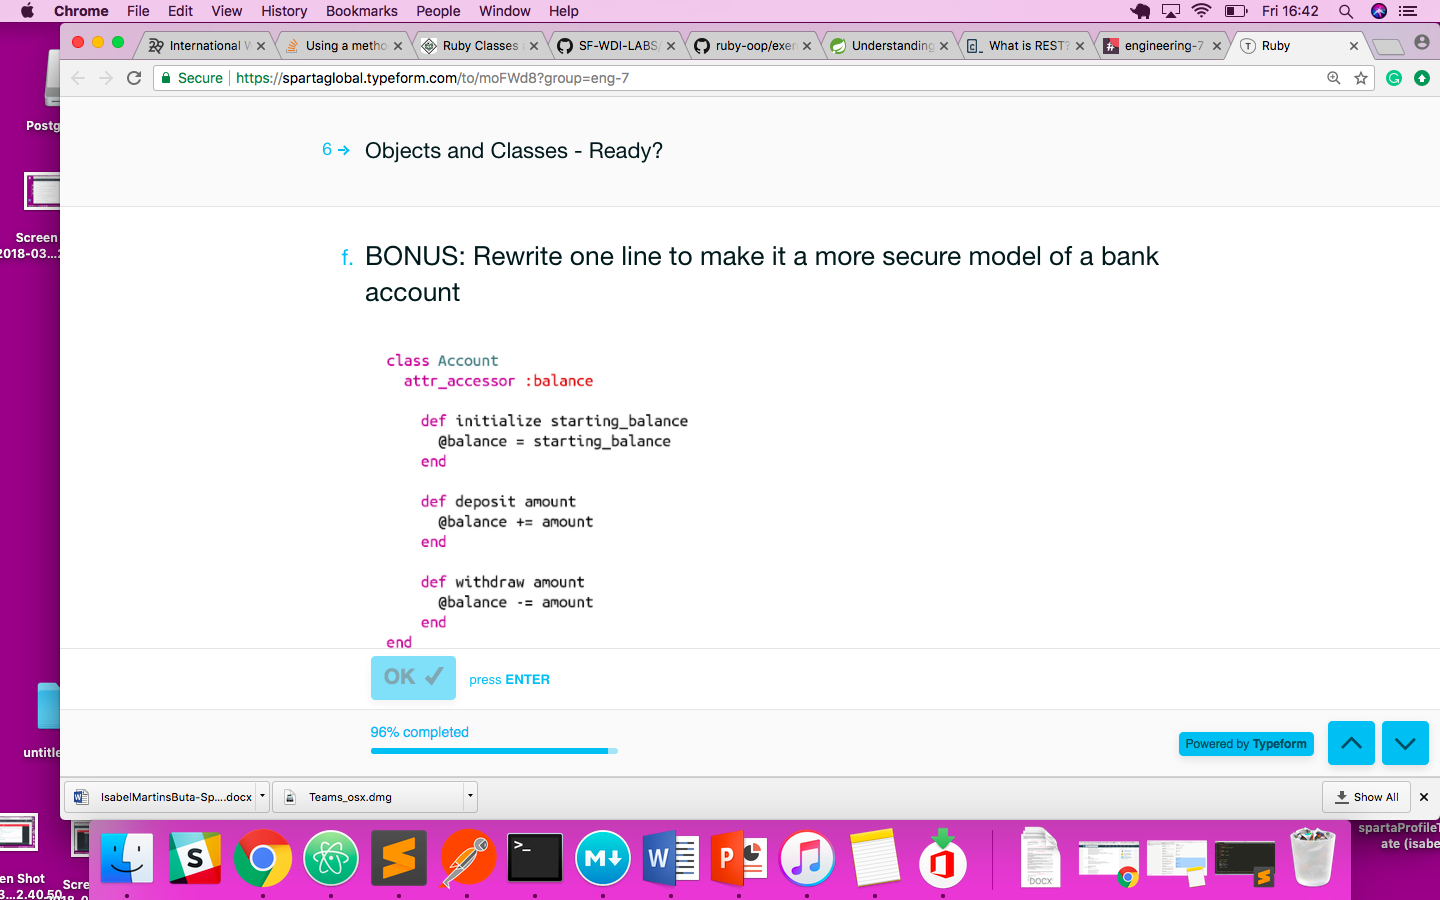 Chrome File Edit View History Bookmarks People Window Help Fri 16:42
International Using a metho Ruby Classes SF-WDI-LABS/ ruby-oop/exer Understanding What is REST? engineering-7 Ruby
Secure https://spartaglobal.typeform.com/to/moFWd8?group=eng-7
Postg
6 Objects and Classes - Ready?
Screen
2018-03...2
f. BONUS: Rewrite one line to make it a more secure model of a bank
account
class Account
attr_accessor :balance
def initialize starting_balance
@balance = starting_balance
end
def deposit amount
@balance += amount
end
def withdraw amount
@balance -= amount
end
end
OK press ENTER
96% completed
Powered by Typeform
untitle
IsabelMartinsButa-Sp....docx Teams_osx.dmg Show All
spartaProfileT
ate (isabe
en Shot
3...2.40.50
Scre
DOCX